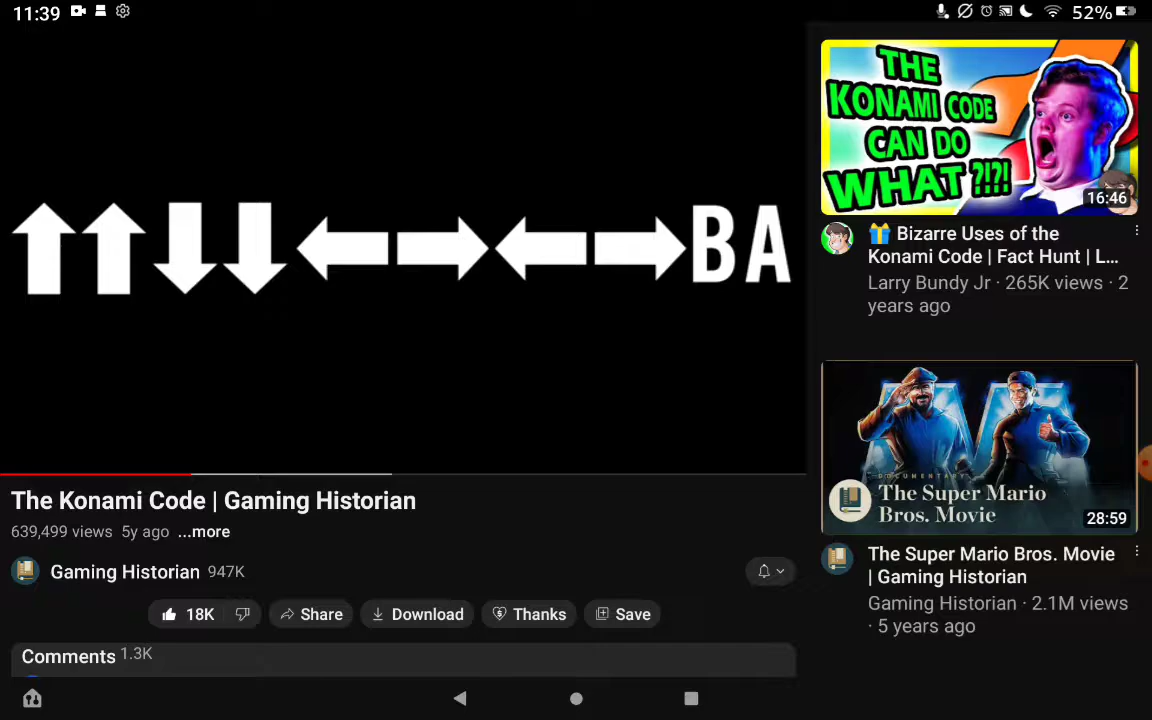 11:39
52%
↑↑↓↓←→←→BA
The Konami Code | Gaming Historian
639,499 views 5y ago ...more
Gaming Historian 947K
18K
Share
Download
Thanks
Save
Comments 1.3K
THE
KONAMI CODE
CAN DO
WHAT ?!?!
16:46
🎁 Bizarre Uses of the
Konami Code | Fact Hunt | L...
Larry Bundy Jr · 265K views · 2
years ago
DOCUMENTARY
The Super Mario
Bros. Movie
28:59
The Super Mario Bros. Movie
| Gaming Historian
Gaming Historian · 2.1M views
· 5 years ago